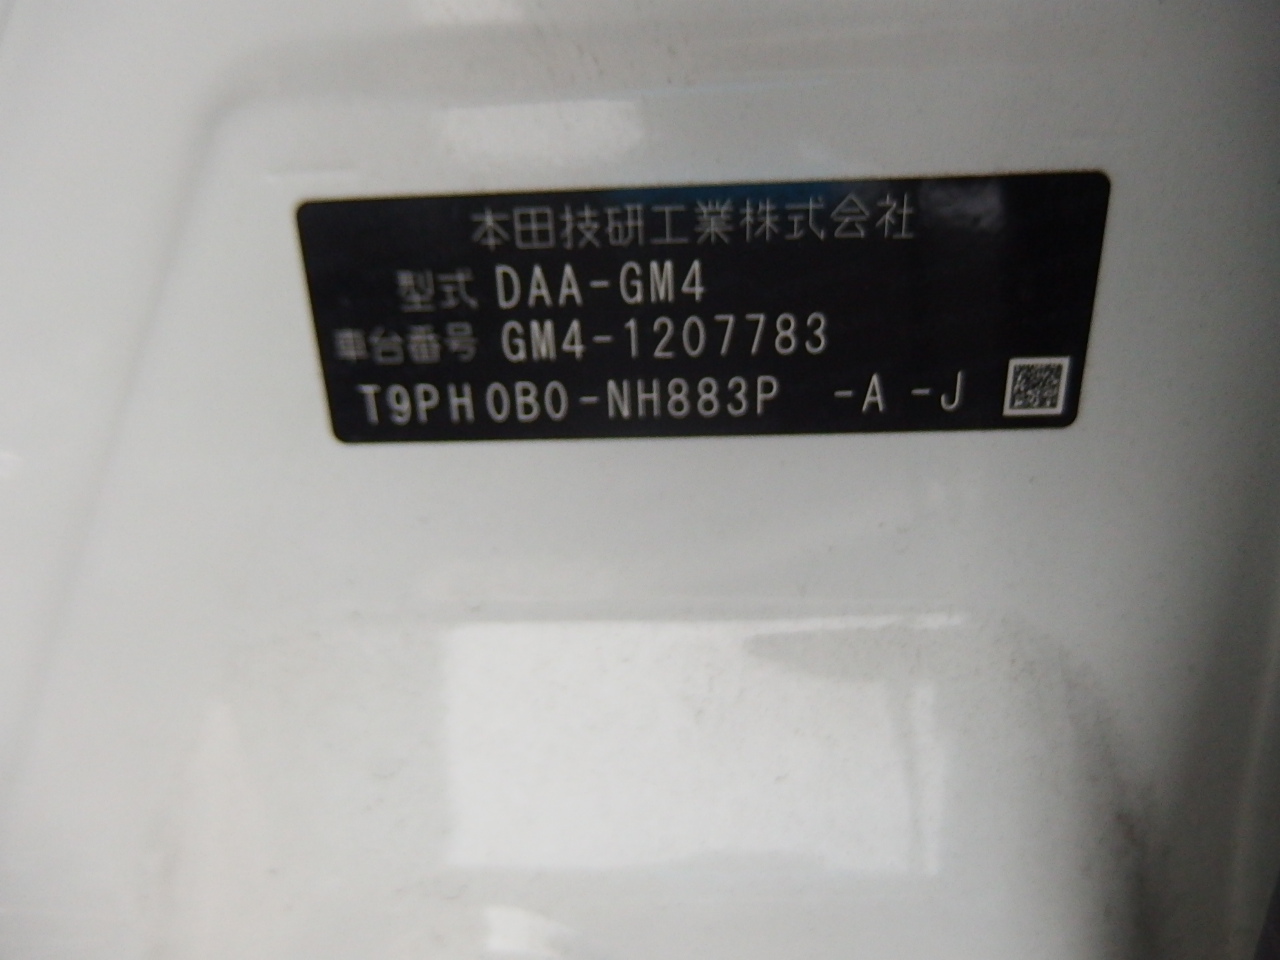 本田技研工業株式会社
型式 DAA-GM4
車台番号 GM4-1207783
T9PH0B0-NH883P -A -J